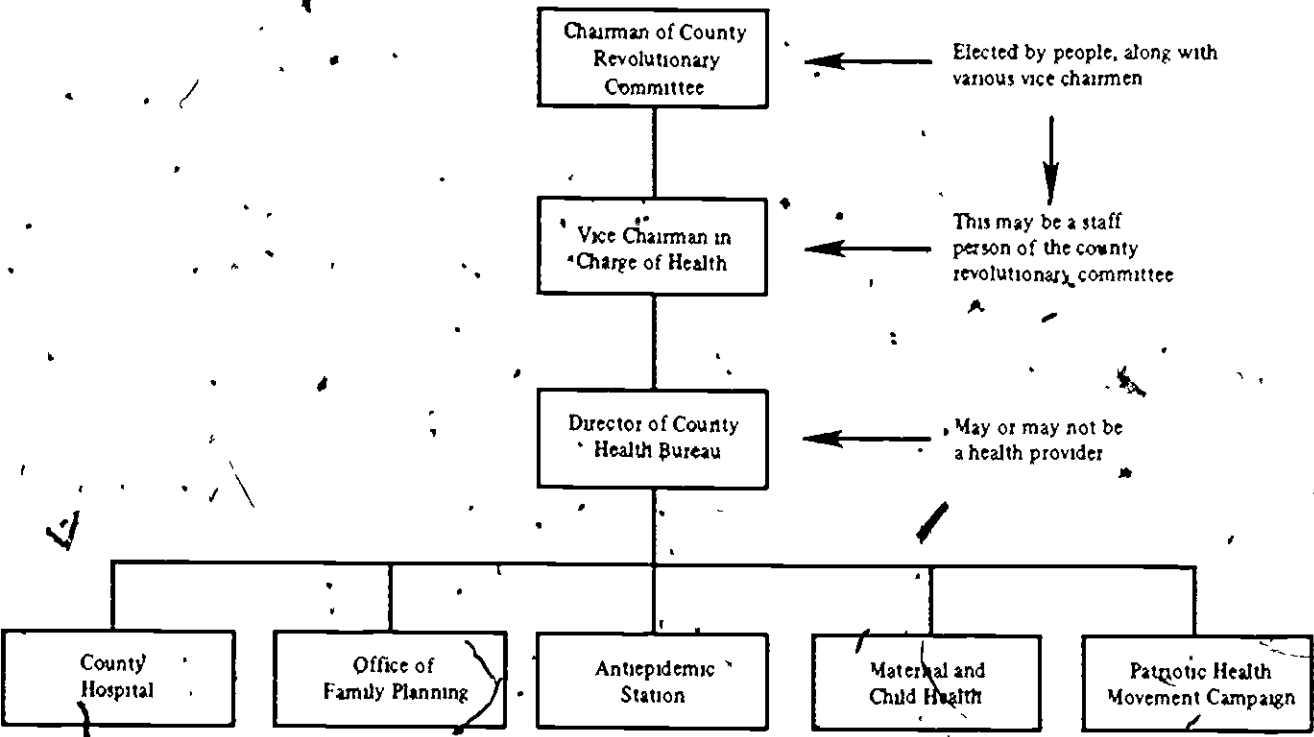 Chairman of County
Revolutionary
Committee
Elected by people, along with
various vice chairmen
Vice Chairman in
Charge of Health
This may be a staff
person of the county
revolutionary committee
Director of County
Health Bureau
May or may not be
a health provider
County
Hospital
Office of
Family Planning
Antiepidemic
Station
Maternal and
Child Health
Patriotic Health
Movement Campaign